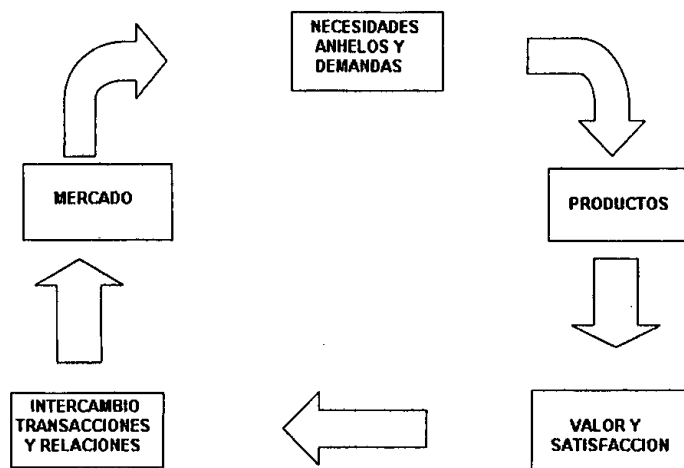 NECESIDADES
ANHELOS Y
DEMANDAS
MERCADO
PRODUCTOS
INTERCAMBIO
TRANSACCIONES
Y RELACIONES
VALOR Y
SATISFACCION